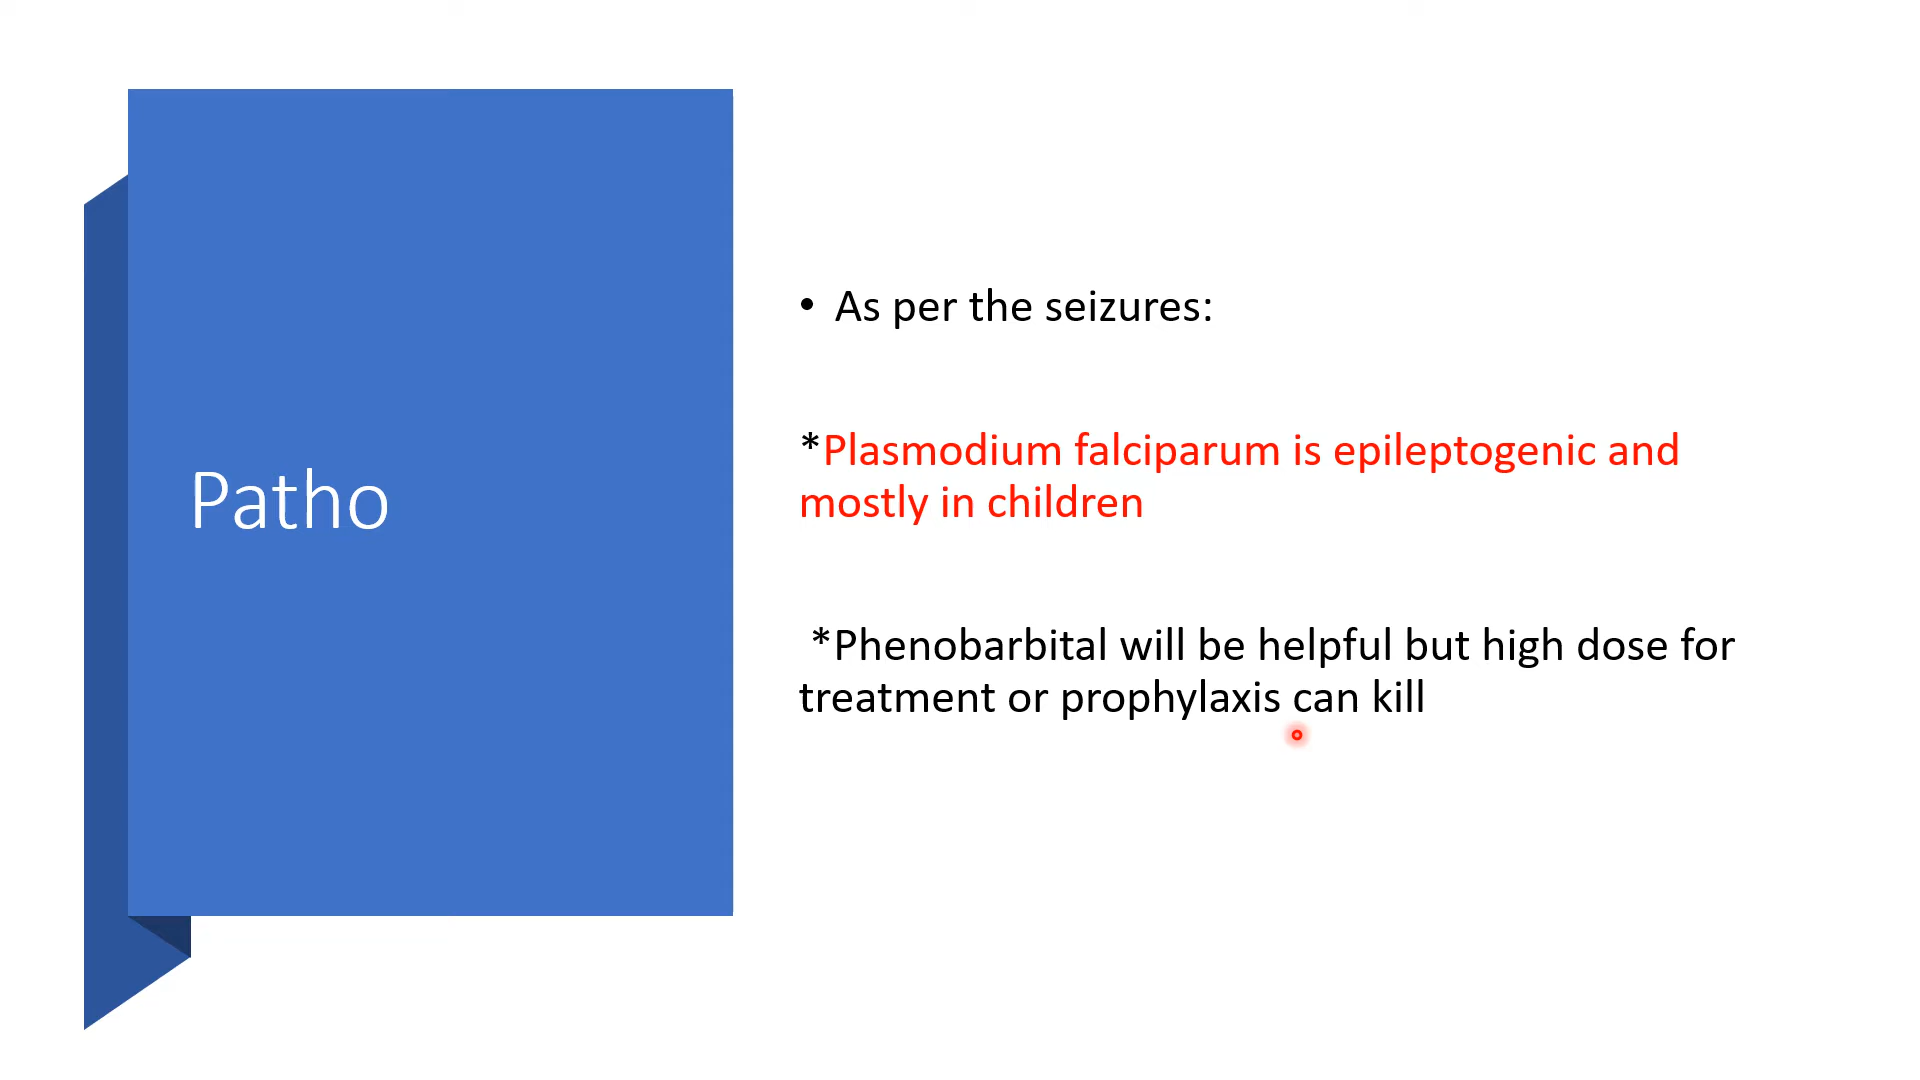 Patho
• As per the seizures:
*Plasmodium falciparum is epileptogenic and
mostly in children
*Phenobarbital will be helpful but high dose for
treatment or prophylaxis can kill